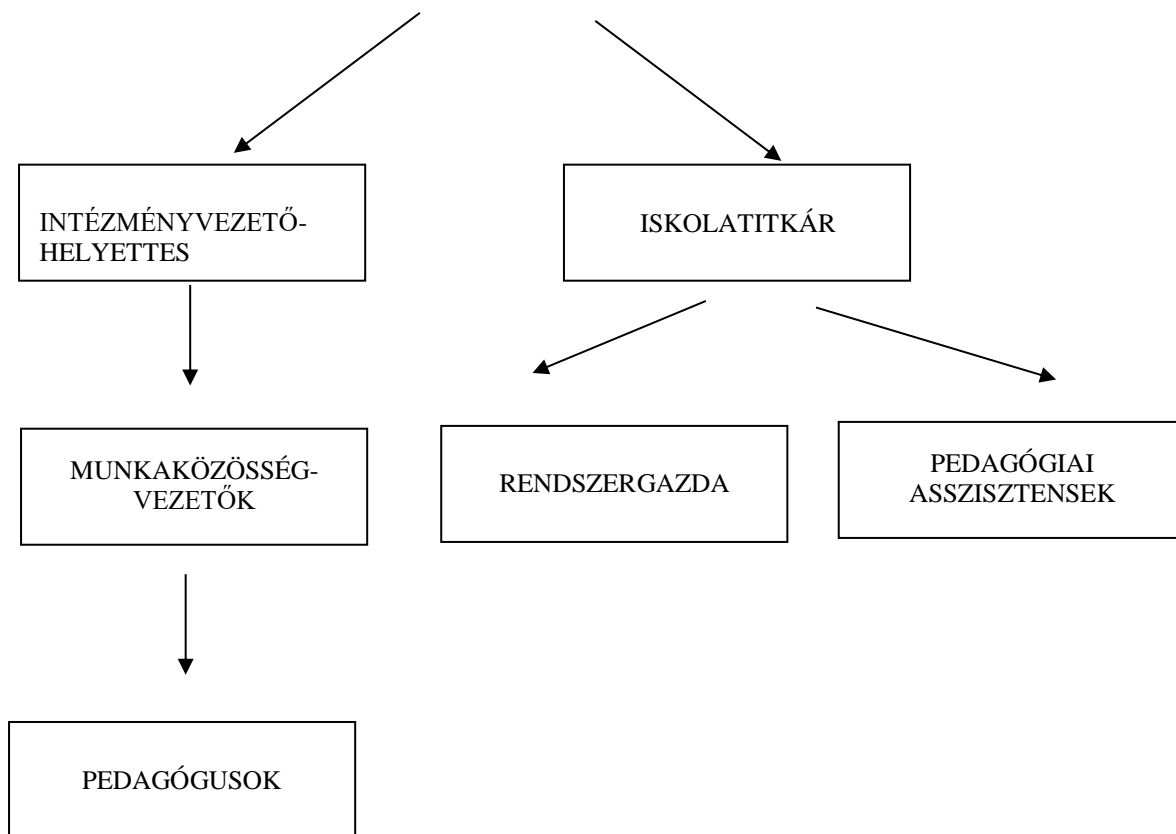 INTÉZMÉNYVEZETŐ-
HELYETTES
ISKOLATITKÁR
MUNKAKÖZÖSSÉG-
VEZETŐK
RENDSZERGAZDA
PEDAGÓGIAI
ASSZISZTENSEK
PEDAGÓGUSOK